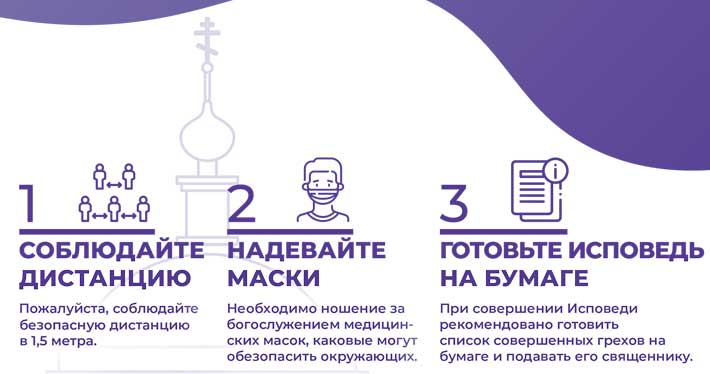 1
СОБЛЮДАЙТЕ
ДИСТАНЦИЮ
Пожалуйста, соблюдайте
безопасную дистанцию
в 1,5 метра.
2
НАДЕВАЙТЕ
МАСКИ
Необходимо ношение за
богослужением медицин-
ских масок, каковые могут
обезопасить окружающих.
3
ГОТОВЬТЕ ИСПОВЕДЬ
НА БУМАГЕ
При совершении Исповеди
рекомендовано готовить
список совершенных грехов на
бумаге и подавать его священнику.